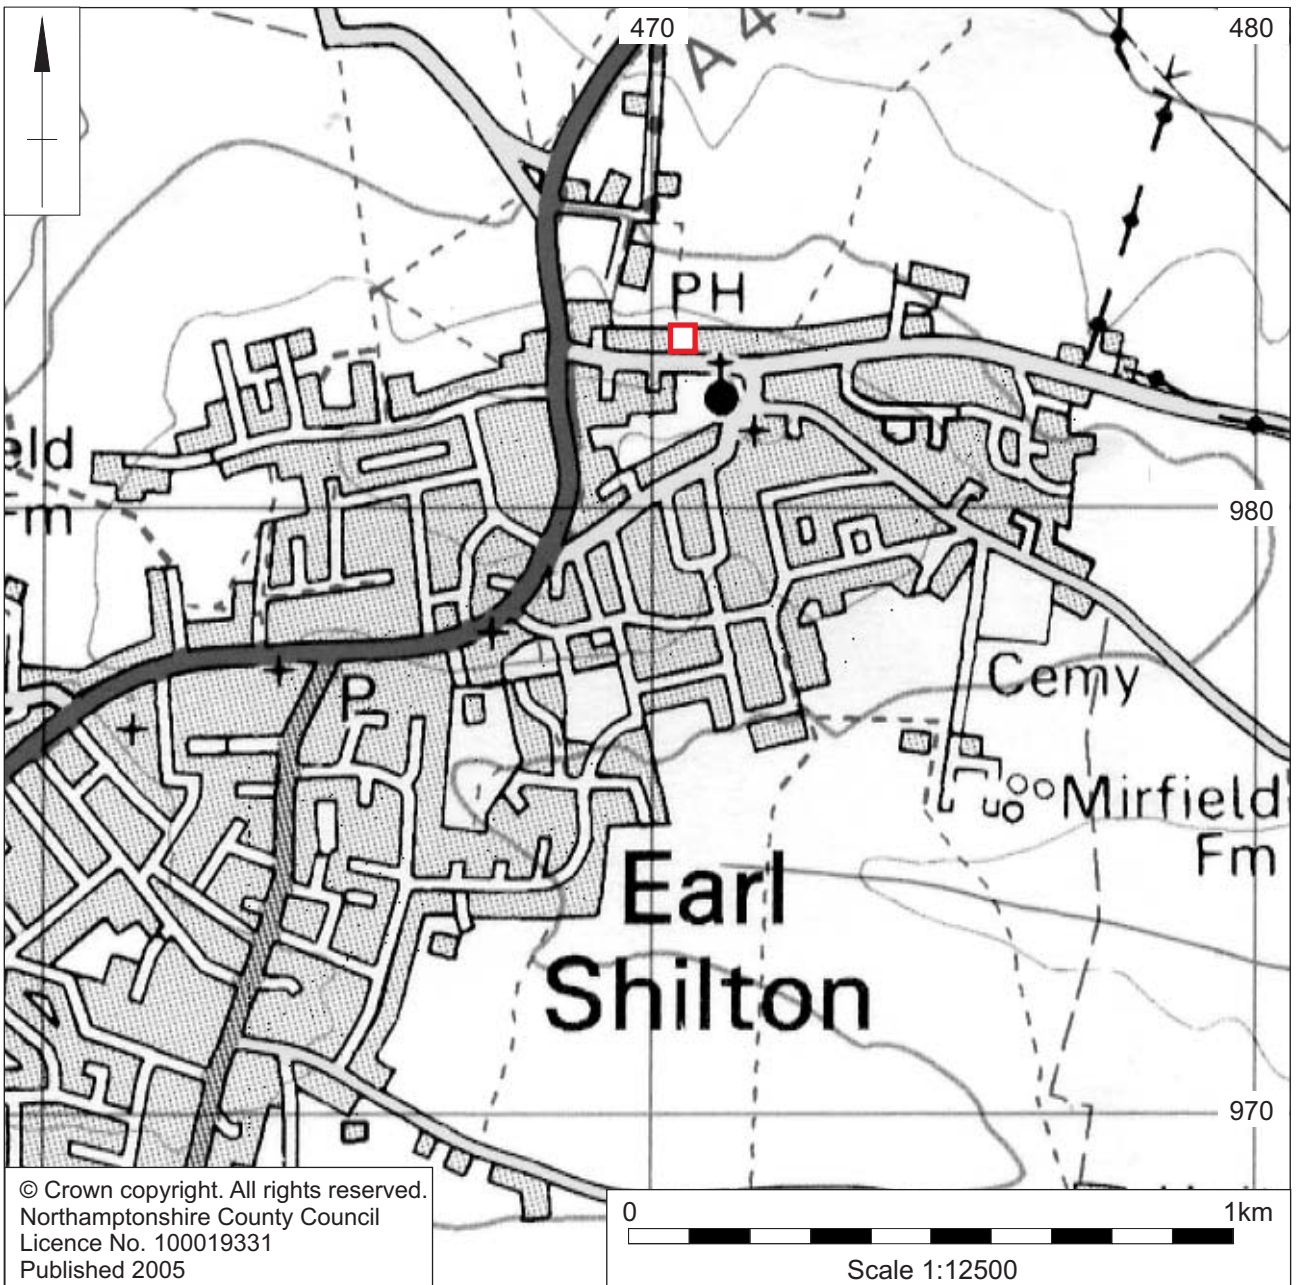 470
480
A 4
PH
eld
m
980
Cemy
P
Mirfield
Fm
Earl
Shilton
970
© Crown copyright. All rights reserved.
Northamptonshire County Council
Licence No. 100019331
Published 2005
0 1km
Scale 1:12500